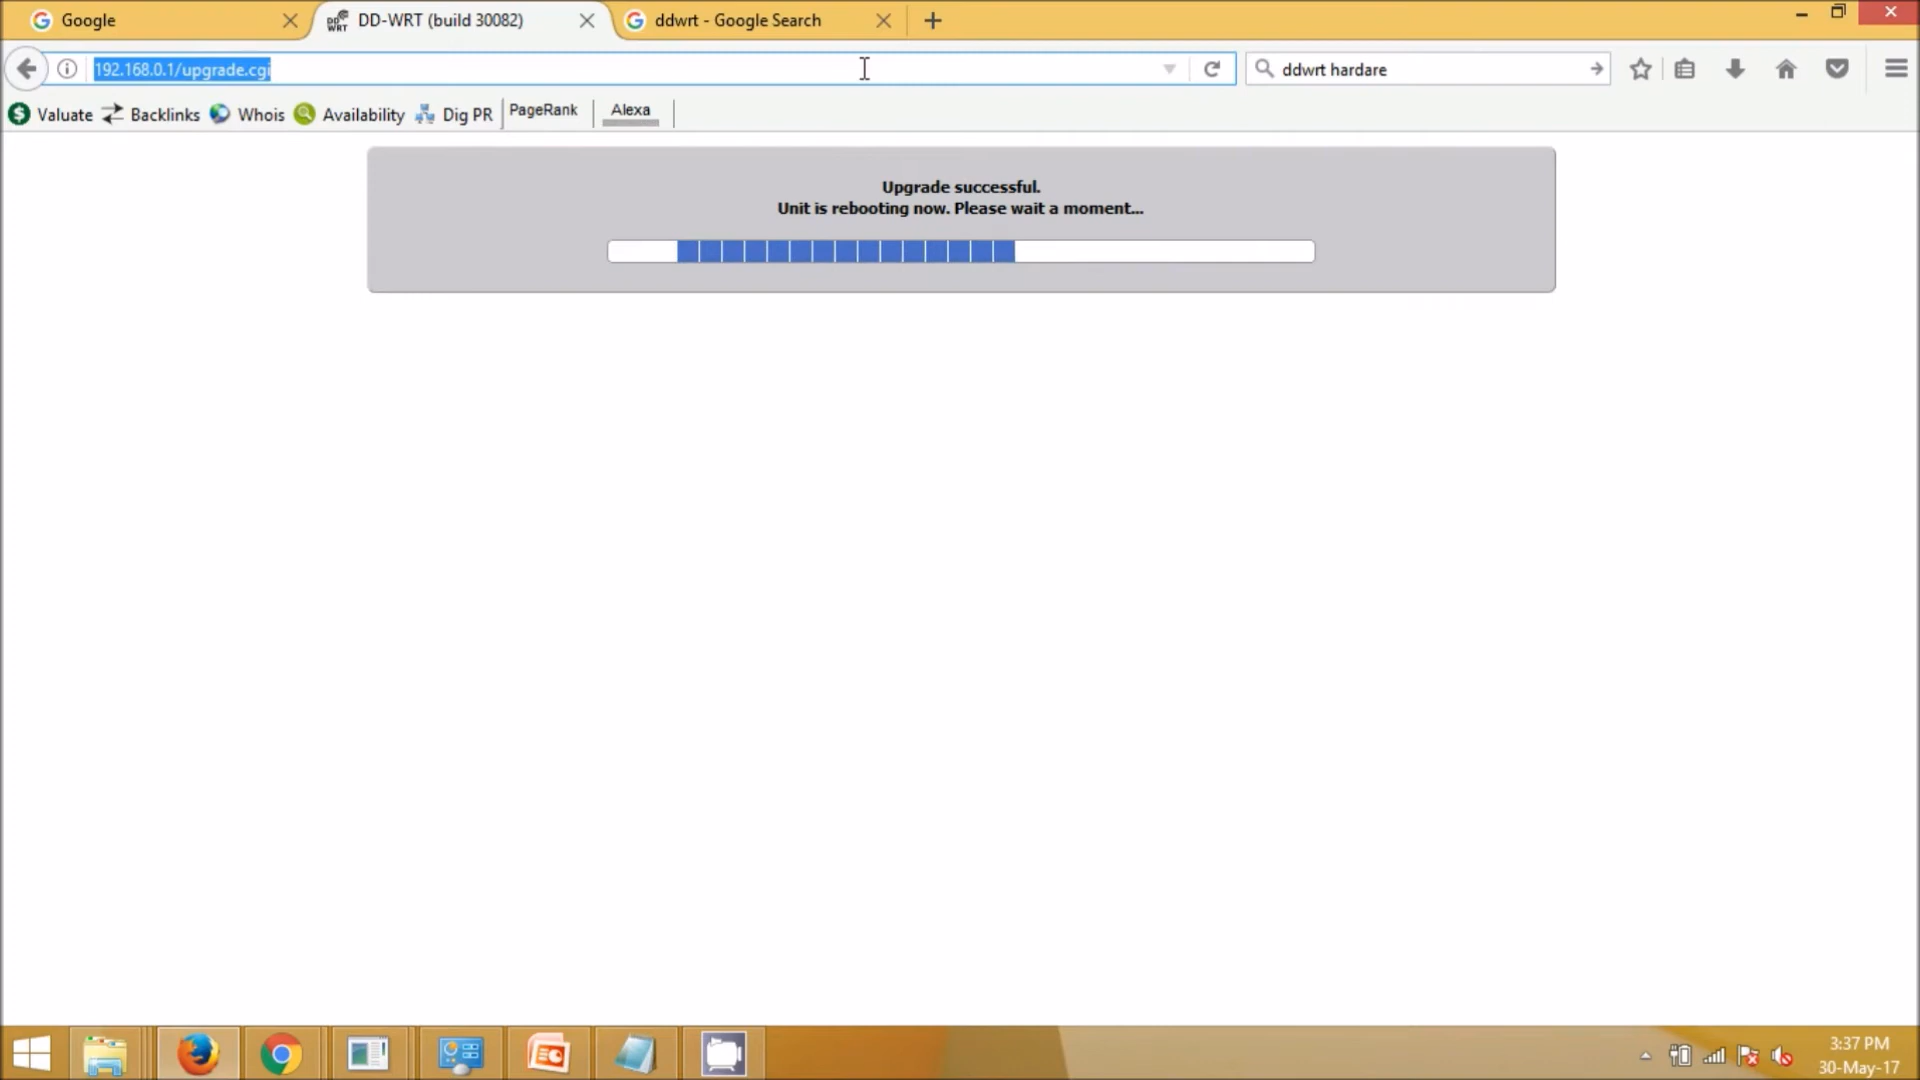 Google
DD-WRT (build 30082)
ddwrt - Google Search
192.168.0.1/upgrade.cgi
ddwrt hardare
Valuate
Backlinks
Whois
Availability
Dig PR
PageRank
Alexa
Upgrade successful.
Unit is rebooting now. Please wait a moment...
3:37 PM
30-May-17